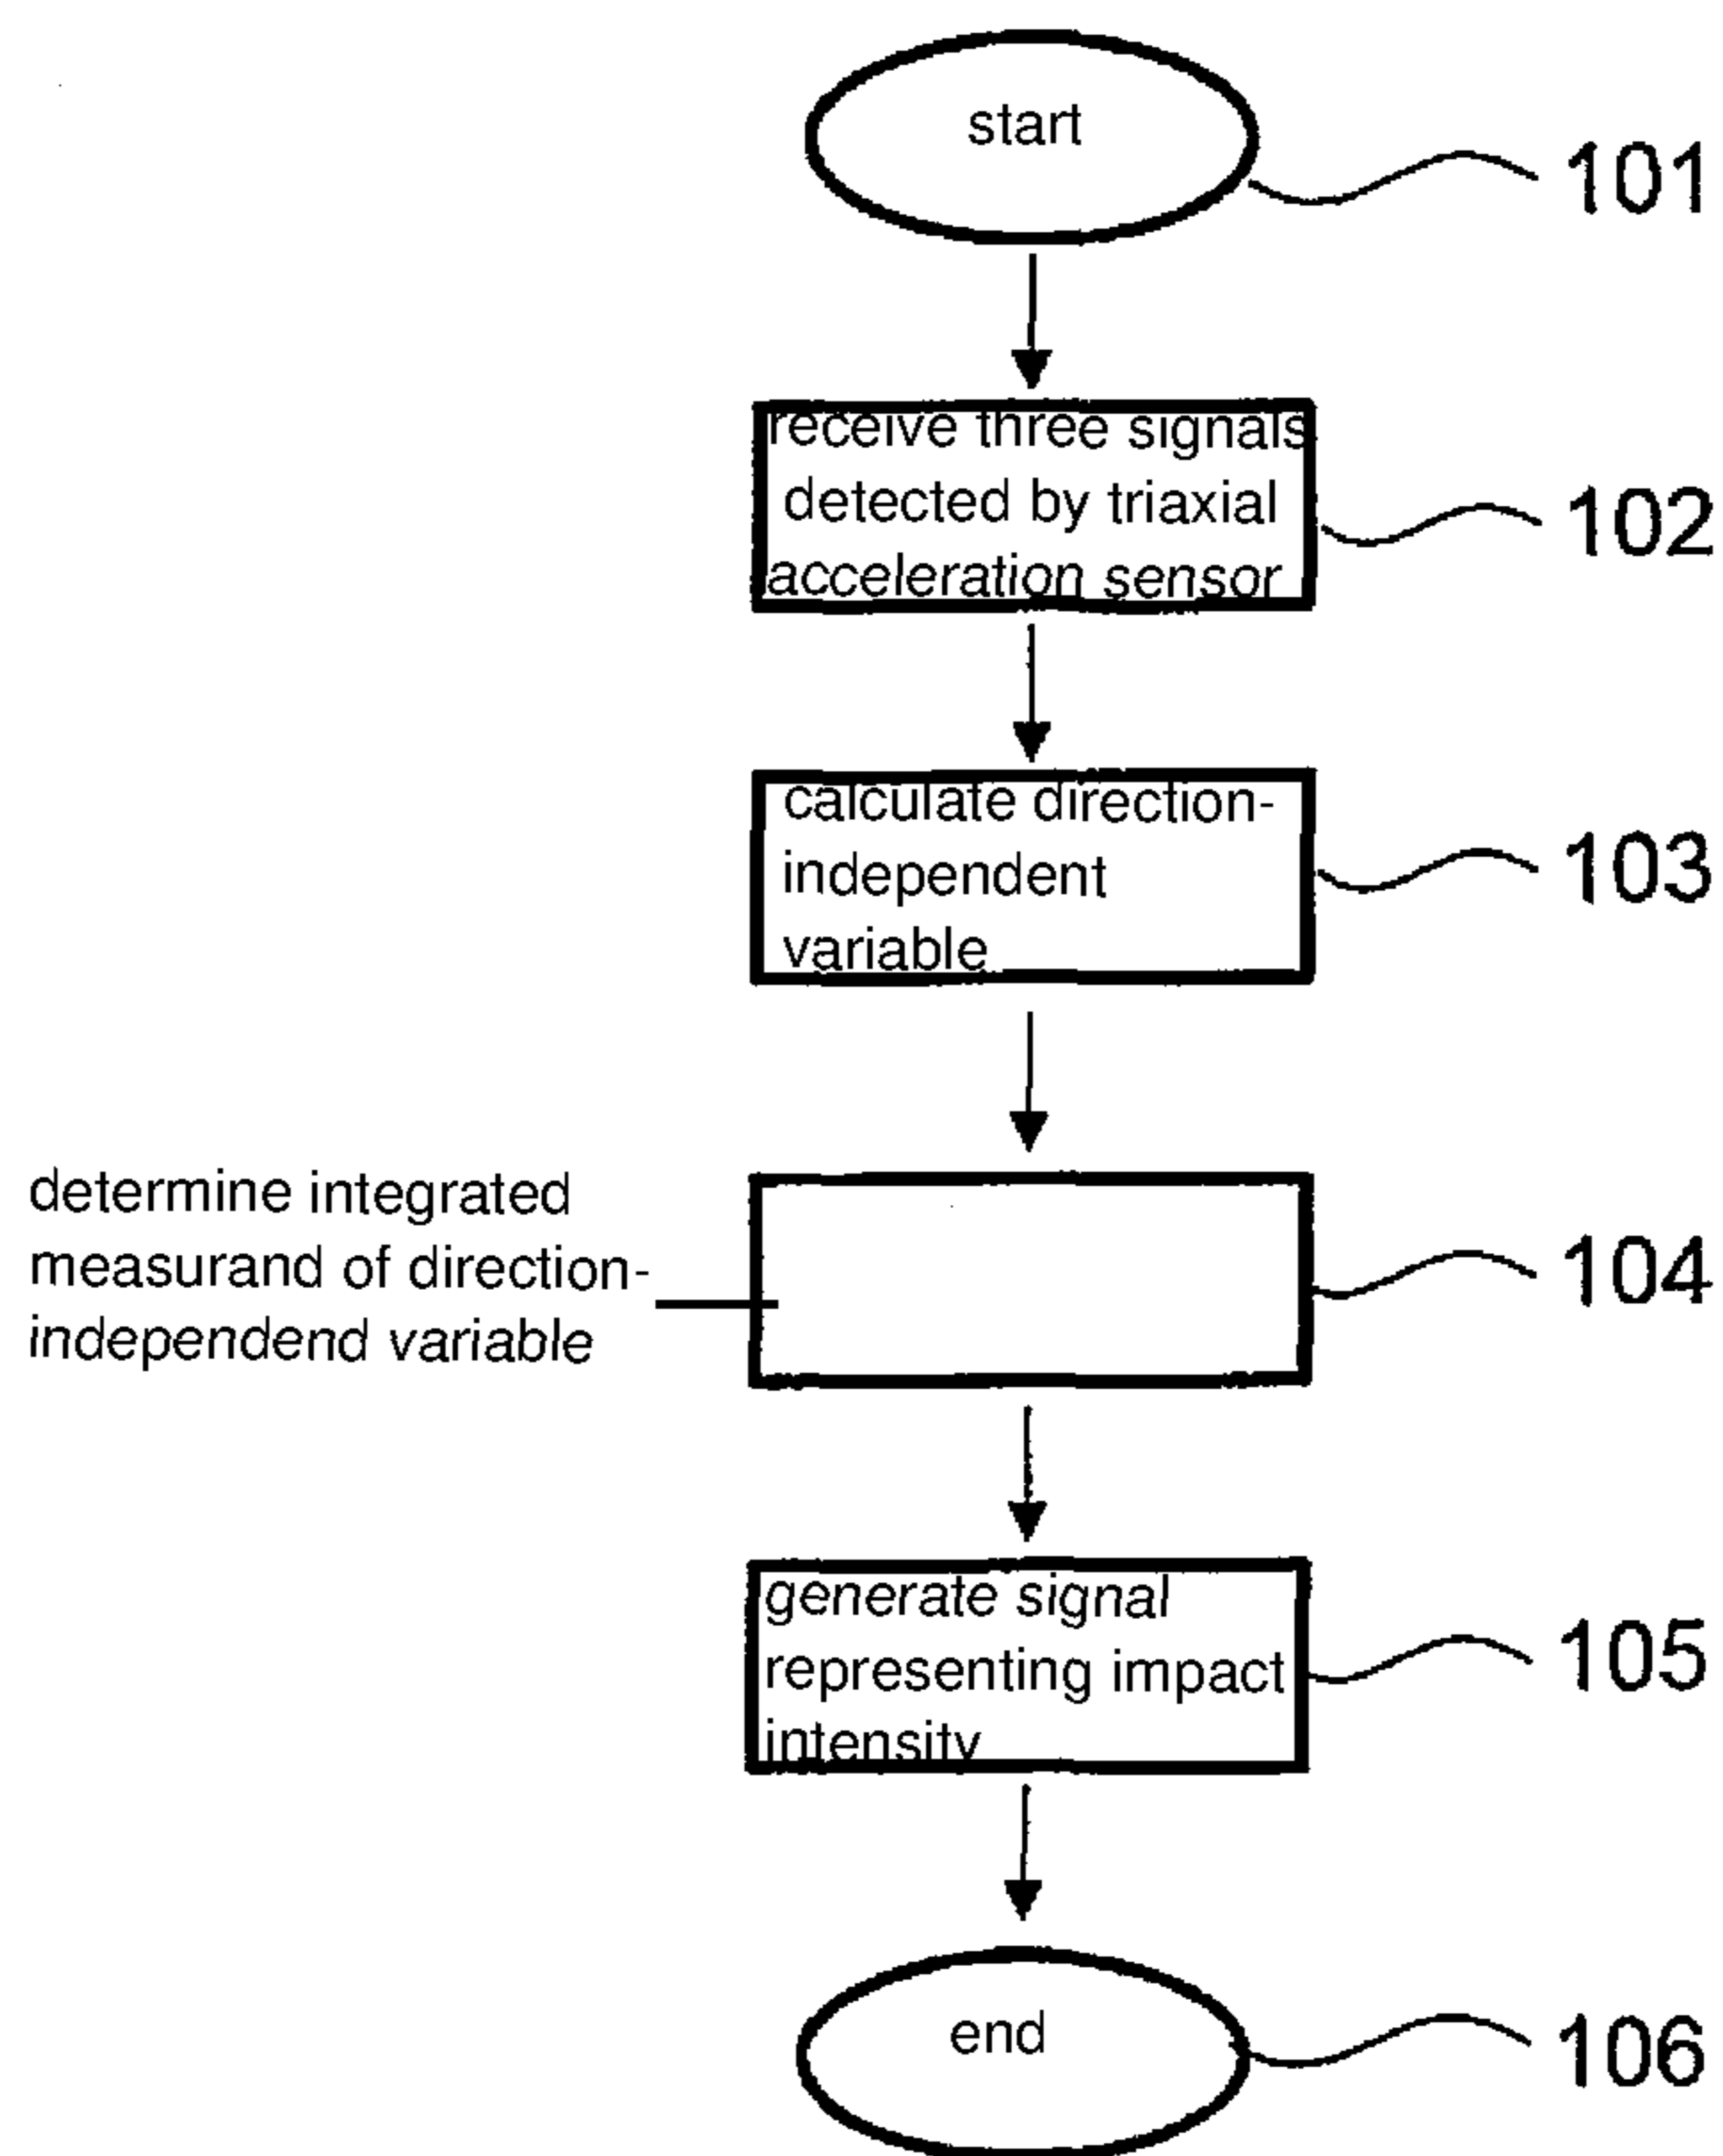 start
101
receive three signals
detected by triaxial
acceleration sensor
102
calculate direction-
independent
variable
103
determine integrated
measurand of direction-
independend variable
104
generate signal
representing impact
intensity
105
end
106